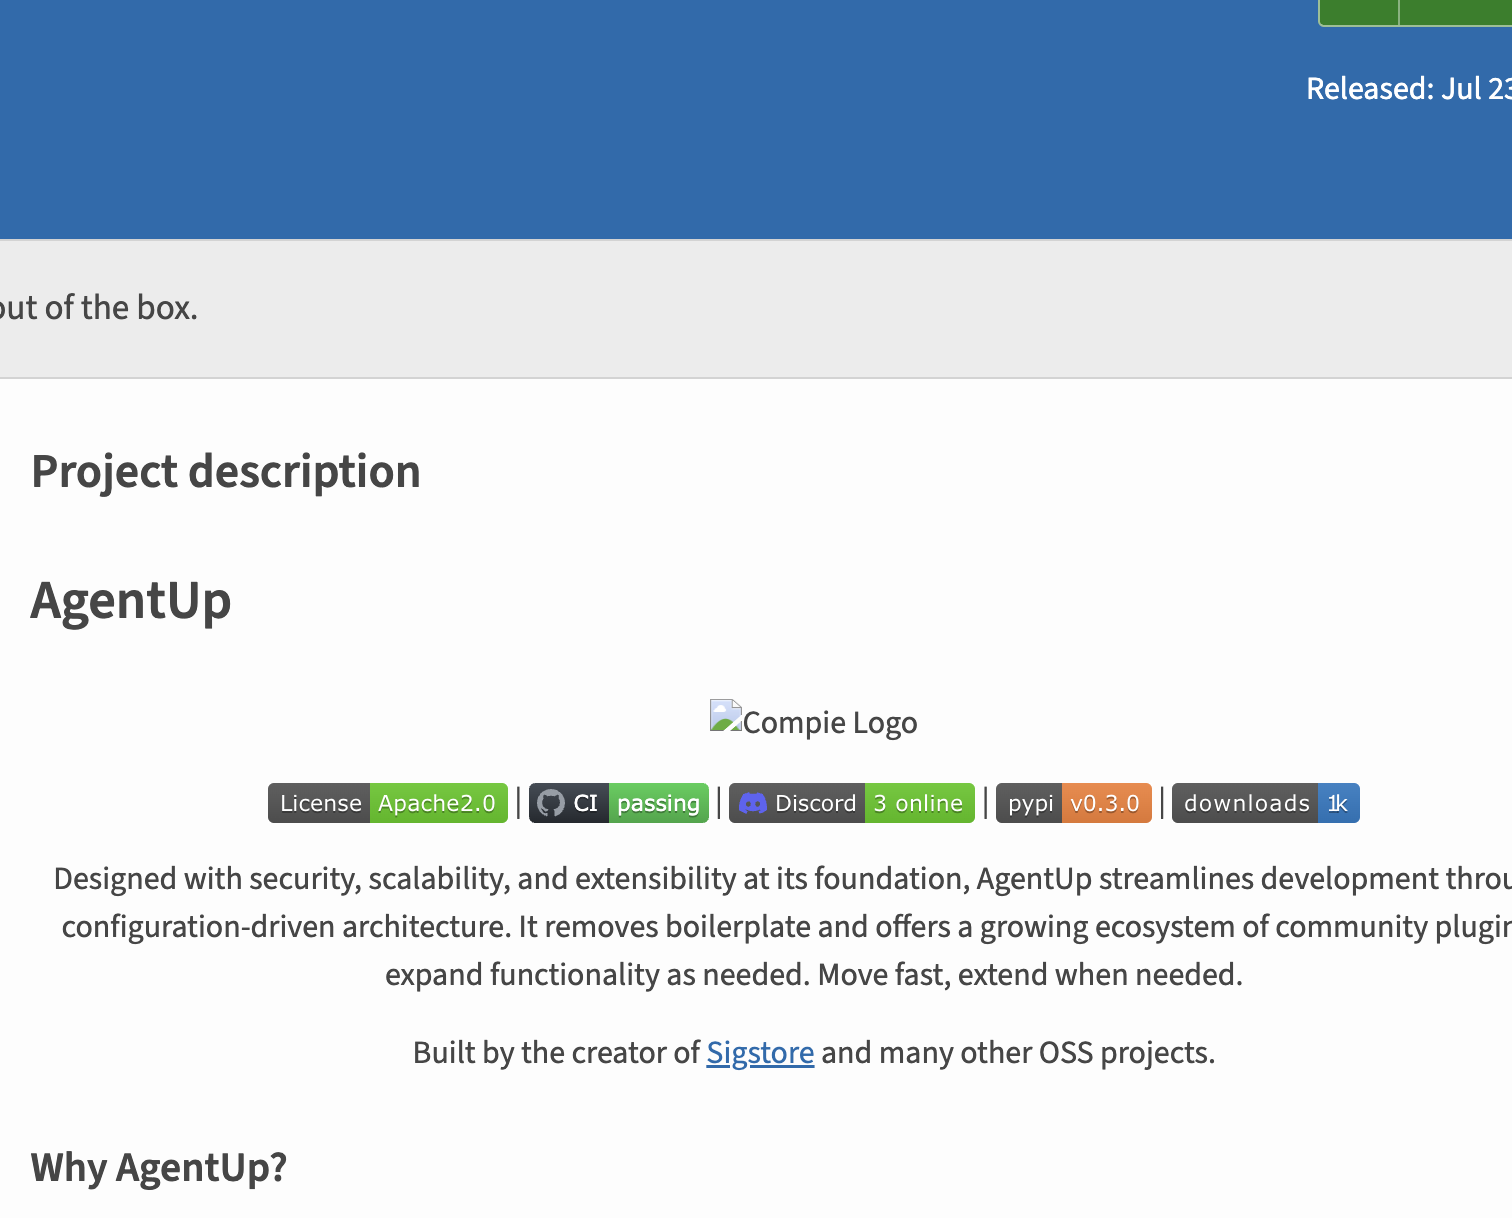 Released: Jul 23
out of the box.
Project description
AgentUp
Compie Logo
License Apache2.0 | CI passing | Discord 3 online | pypi v0.3.0 | downloads 1k
Designed with security, scalability, and extensibility at its foundation, AgentUp streamlines development throu
configuration-driven architecture. It removes boilerplate and offers a growing ecosystem of community plugin
expand functionality as needed. Move fast, extend when needed.
Built by the creator of Sigstore and many other OSS projects.
Why AgentUp?